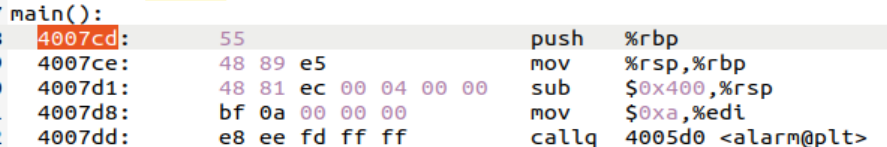 main():
4007cd: 55 push %rbp
4007ce: 48 89 e5 mov %rsp,%rbp
4007d1: 48 81 ec 00 04 00 00 sub $0x400,%rsp
4007d8: bf 0a 00 00 00 mov $0xa,%edi
4007dd: e8 ee fd ff ff callq 4005d0 <alarm@plt>